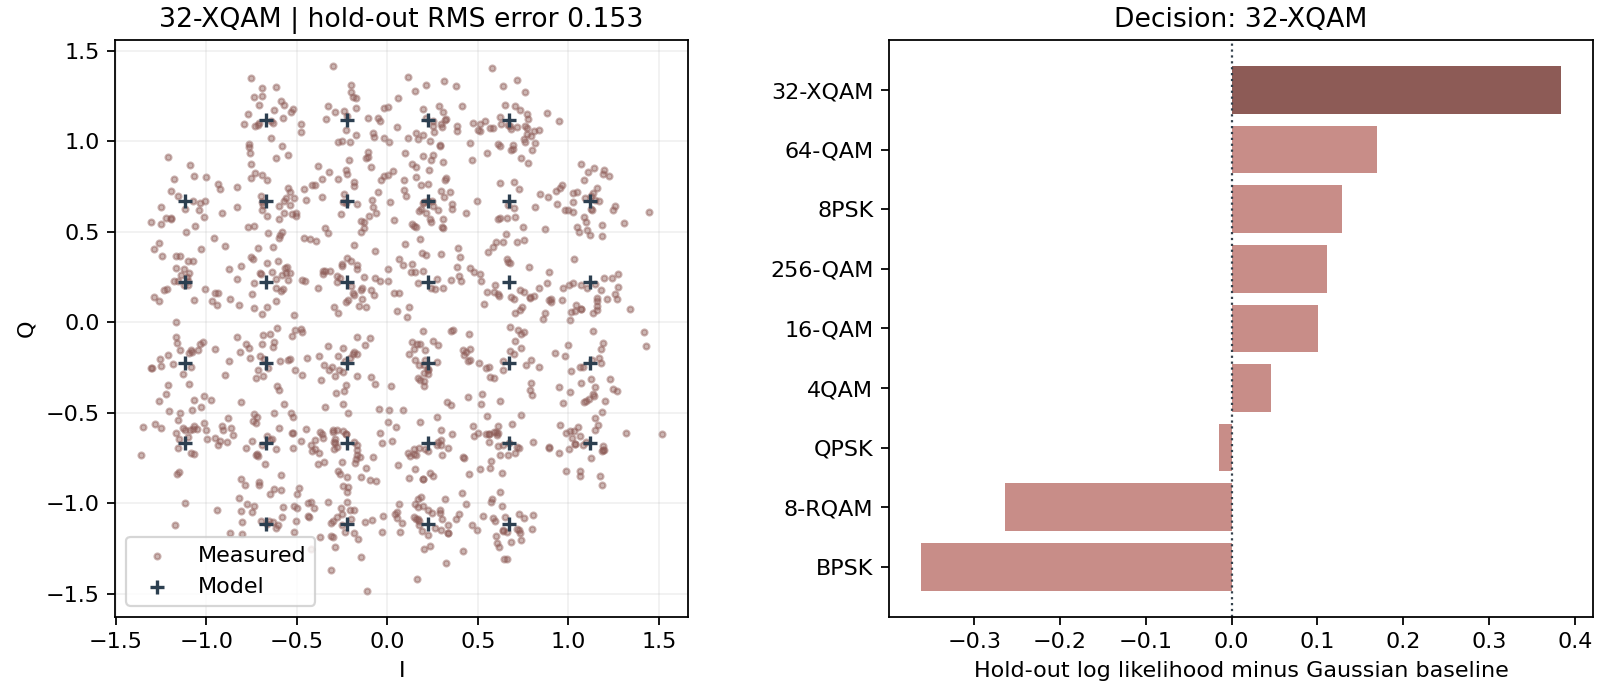 32-XQAM | hold-out RMS error 0.153
1.5
1.0
0.5
0.0
−0.5
−1.0
−1.5
Q
Measured
Model
−1.5 −1.0 −0.5 0.0 0.5 1.0 1.5
I
Decision: 32-XQAM
32-XQAM
64-QAM
8PSK
256-QAM
16-QAM
4QAM
QPSK
8-RQAM
BPSK
−0.3 −0.2 −0.1 0.0 0.1 0.2 0.3 0.4
Hold-out log likelihood minus Gaussian baseline